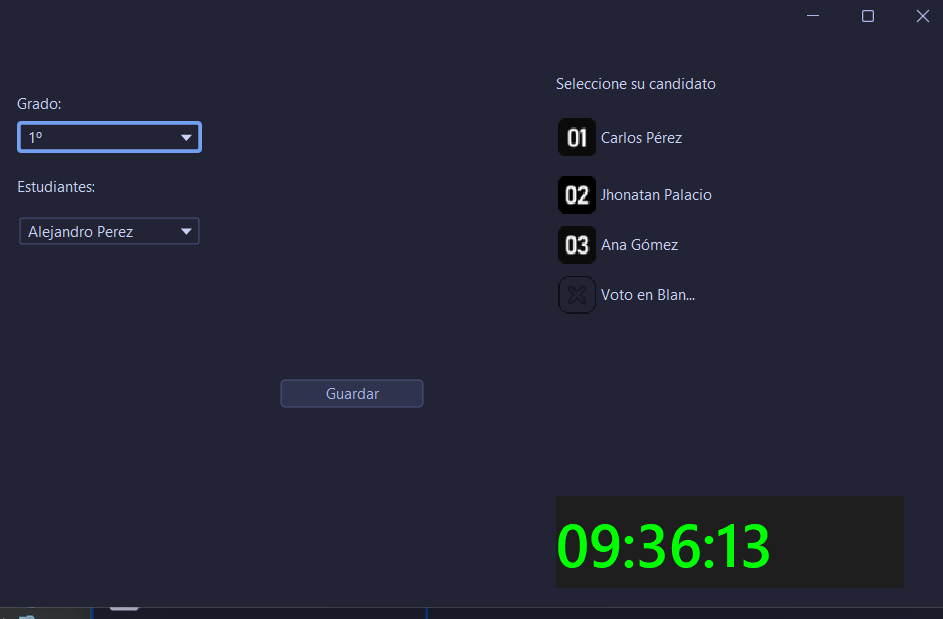 Grado:
1º
Estudiantes:
Alejandro Perez
Guardar
Seleccione su candidato
01 Carlos Pérez
02 Jhonatan Palacio
03 Ana Gómez
Voto en Blan...
09:36:13